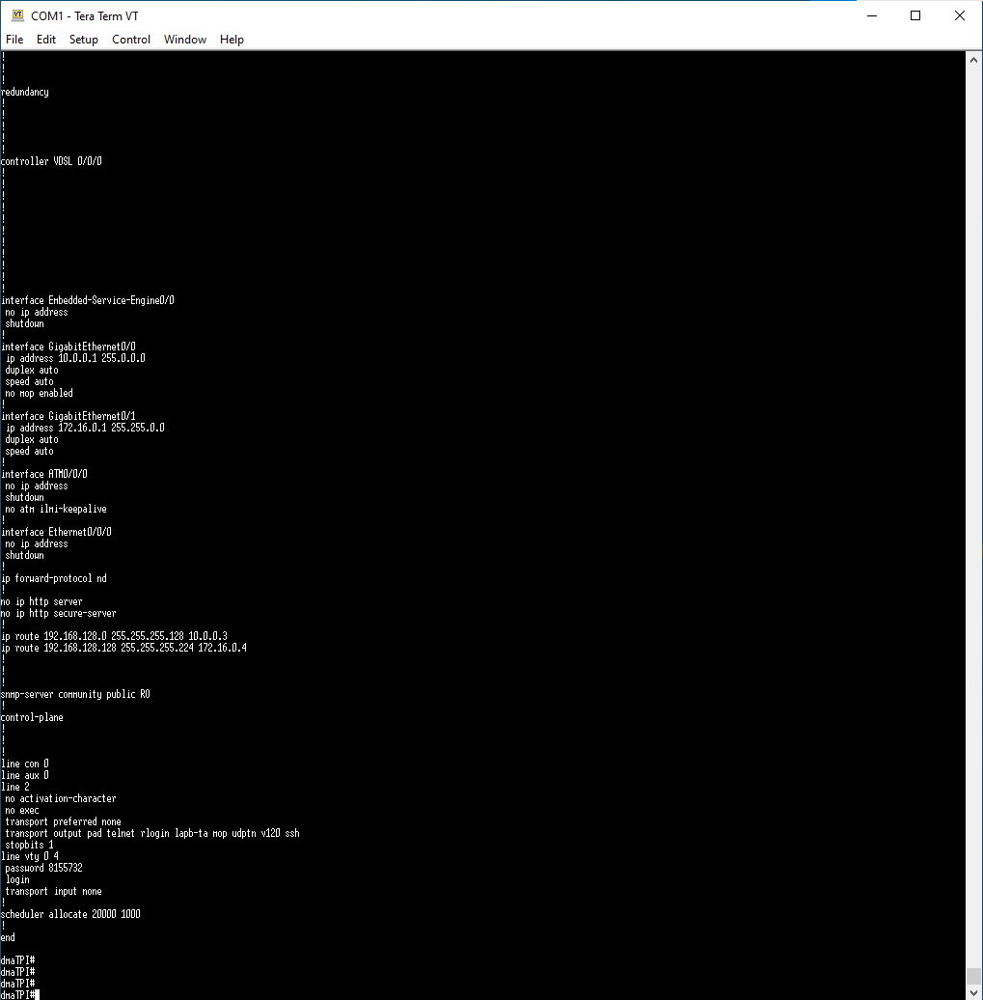 COM1 - Tera Term VT
File Edit Setup Control Window Help
!
!
!
redundancy
!
!
!
!
!
controller VDSL 0/0/0
!
!
!
!
!
!
!
!
!
!
!
interface Embedded-Service-Engine0/0
 no ip address
 shutdown
!
interface GigabitEthernet0/0
 ip address 10.0.0.1 255.0.0.0
 duplex auto
 speed auto
 no mop enabled
!
interface GigabitEthernet0/1
 ip address 172.16.0.1 255.255.0.0
 duplex auto
 speed auto
!
interface ATM0/0/0
 no ip address
 shutdown
 no atm ilmi-keepalive
!
interface Ethernet0/0/0
 no ip address
 shutdown
!
ip forward-protocol nd
!
no ip http server
no ip http secure-server
!
ip route 192.168.128.0 255.255.255.128 10.0.0.3
ip route 192.168.128.128 255.255.255.224 172.16.0.4
!
!
!
snmp-server community public RO
!
control-plane
!
!
!
line con 0
line aux 0
line 2
 no activation-character
 no exec
 transport preferred none
 transport output pad telnet rlogin lapb-ta mop udptn v120 ssh
 stopbits 1
line vty 0 4
 password 8155732
 login
 transport input none
!
scheduler allocate 20000 1000
!
end
dmaTPI#
dmaTPI#
dmaTPI#
dmaTPI#